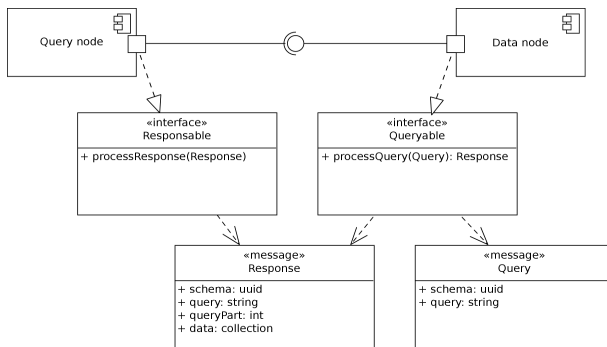 Query node
Data node
«interface»
Responsable
+ processResponse(Response)
«interface»
Queryable
+ processQuery(Query): Response
«message»
Response
+ schema: uuid
+ query: string
+ queryPart: int
+ data: collection
«message»
Query
+ schema: uuid
+ query: string